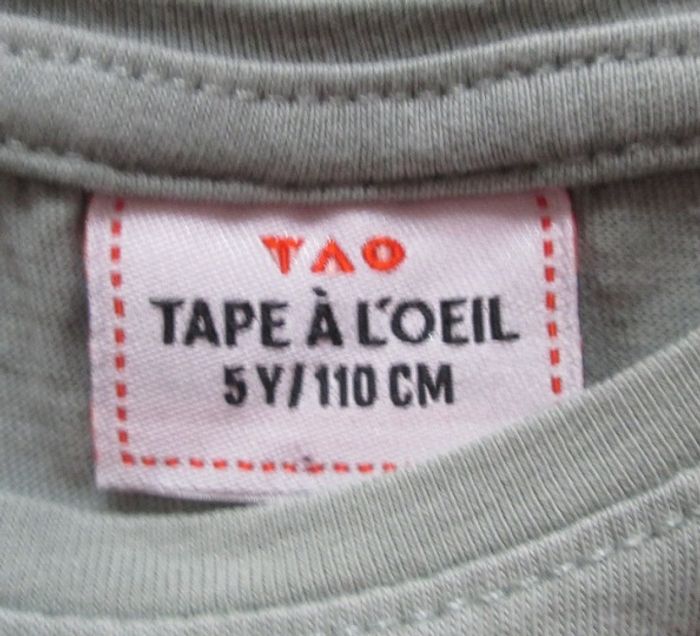 TAO
TAPE À L'OEIL
5 Y/110 CM